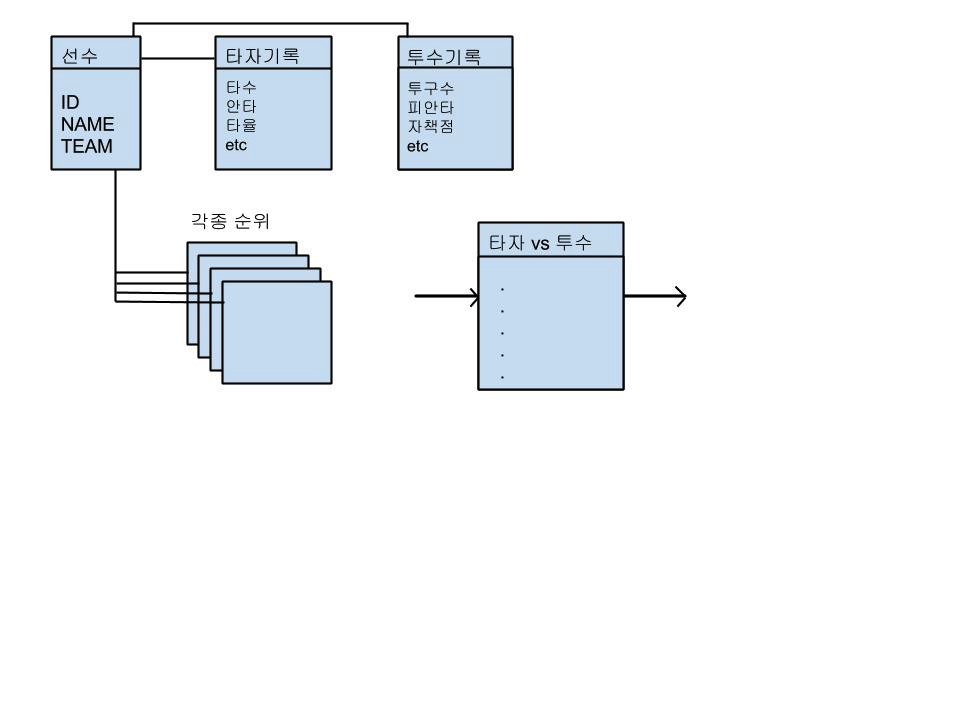 선수
ID
NAME
TEAM
타자기록
타수
안타
타율
etc
투수기록
투구수
피안타
자책점
etc
각종 순위
타자 vs 투수
.
.
.
.
.